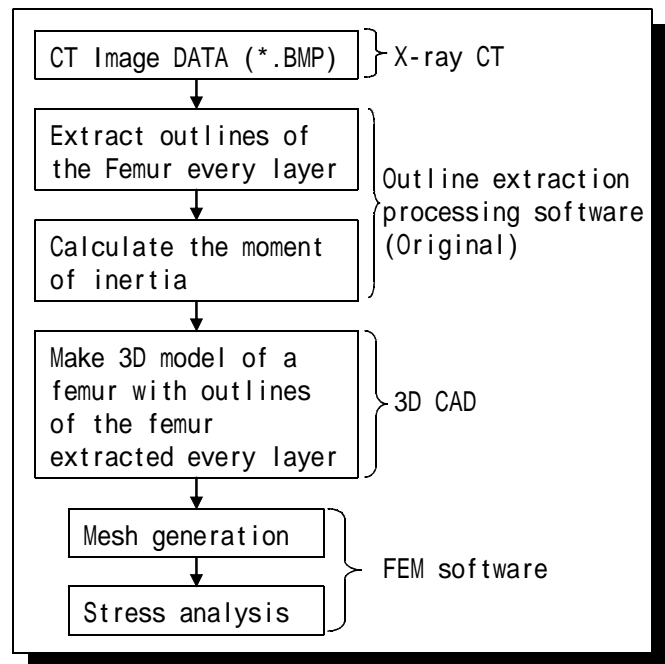 CT Image DATA (*.BMP)
X-ray CT
Extract outlines of
the Femur every layer
Outline extraction
processing software
(Original)
Calculate the moment
of inertia
Make 3D model of a
femur with outlines
of the femur
extracted every layer
3D CAD
Mesh generation
FEM software
Stress analysis